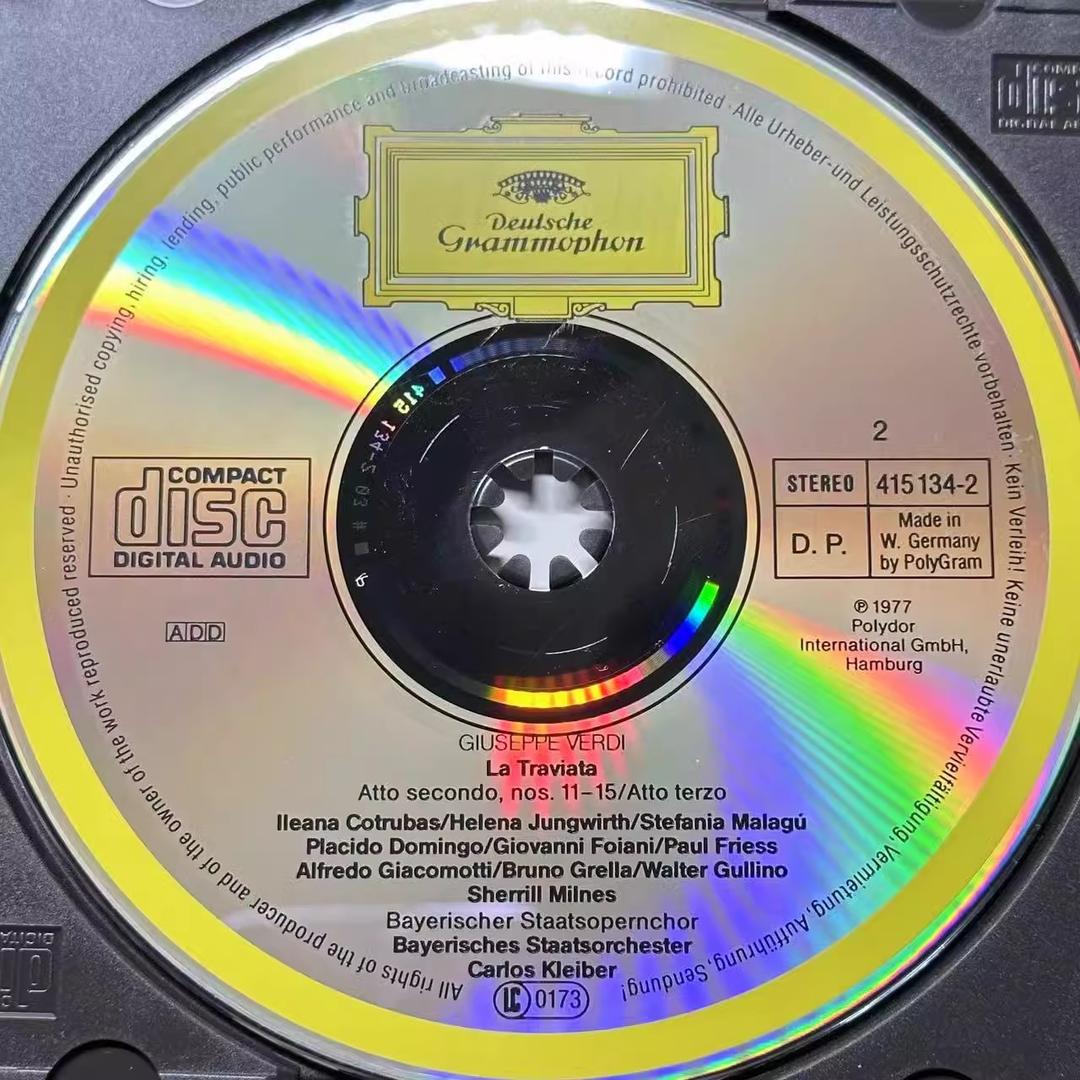 All rights of the producer and of the owner of the work reproduced reserved · Unauthorised copying, hiring, lending, public performance and broadcasting of this record prohibited · Alle Urheber-und Leistungsschutzrechte vorbehalten · Kein Verleih! Keine unerlaubte Vervielfältigung, Vermietung, Aufführung, Sendung!
Deutsche
Grammophon
2
COMPACT
disc
DIGITAL AUDIO
STEREO
415 134-2
D. P.
Made in
W. Germany
by PolyGram
ADD
℗ 1977
Polydor
International GmbH,
Hamburg
415 134-2 03 #
GIUSEPPE VERDI
La Traviata
Atto secondo, nos. 11–15/Atto terzo
Ileana Cotrubas/Helena Jungwirth/Stefania Malagú
Placido Domingo/Giovanni Foiani/Paul Friess
Alfredo Giacomotti/Bruno Grella/Walter Gullino
Sherrill Milnes
Bayerischer Staatsopernchor
Bayerisches Staatsorchester
Carlos Kleiber
LC 0173